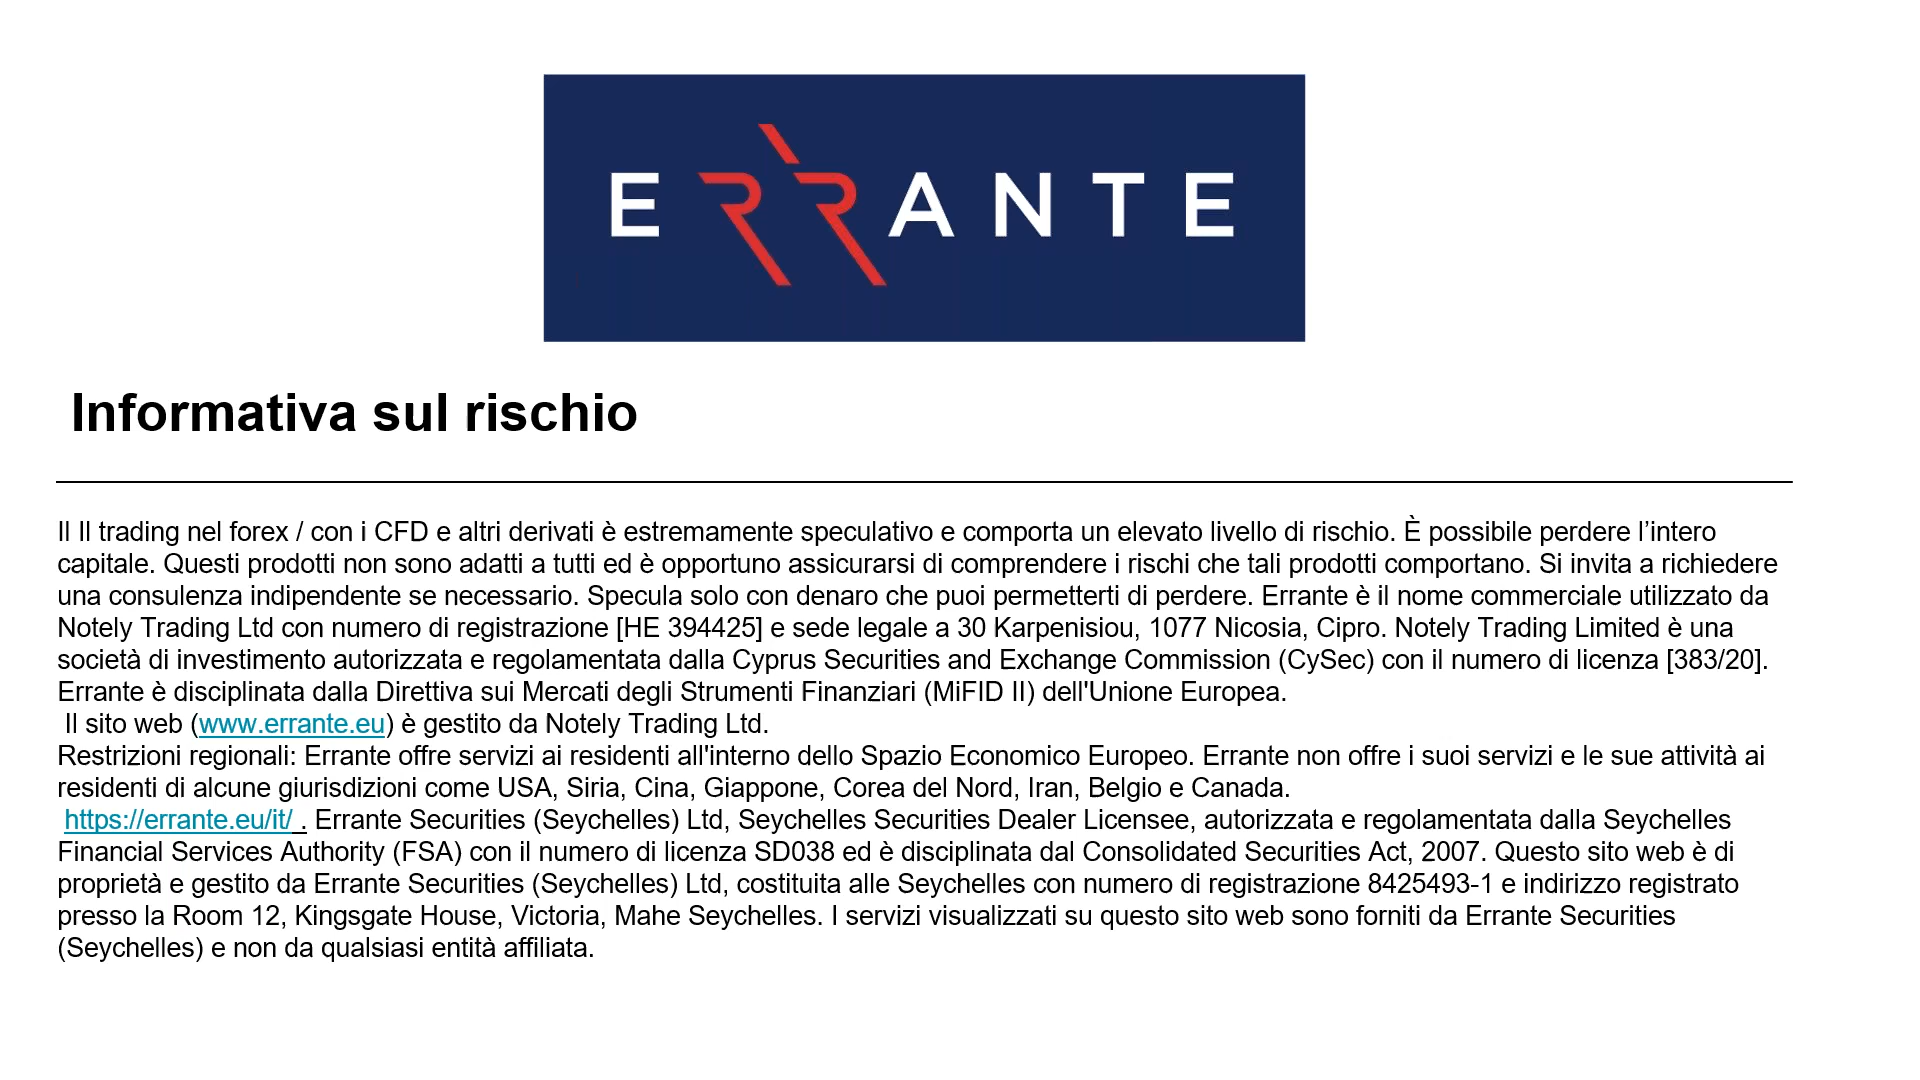 ERRANTE
Informativa sul rischio
Il Il trading nel forex / con i CFD e altri derivati è estremamente speculativo e comporta un elevato livello di rischio. È possibile perdere l’intero
capitale. Questi prodotti non sono adatti a tutti ed è opportuno assicurarsi di comprendere i rischi che tali prodotti comportano. Si invita a richiedere
una consulenza indipendente se necessario. Specula solo con denaro che puoi permetterti di perdere. Errante è il nome commerciale utilizzato da
Notely Trading Ltd con numero di registrazione [HE 394425] e sede legale a 30 Karpenisiou, 1077 Nicosia, Cipro. Notely Trading Limited è una
società di investimento autorizzata e regolamentata dalla Cyprus Securities and Exchange Commission (CySec) con il numero di licenza [383/20].
Errante è disciplinata dalla Direttiva sui Mercati degli Strumenti Finanziari (MiFID II) dell'Unione Europea.
Il sito web (www.errante.eu) è gestito da Notely Trading Ltd.
Restrizioni regionali: Errante offre servizi ai residenti all'interno dello Spazio Economico Europeo. Errante non offre i suoi servizi e le sue attività ai
residenti di alcune giurisdizioni come USA, Siria, Cina, Giappone, Corea del Nord, Iran, Belgio e Canada.
https://errante.eu/it/ . Errante Securities (Seychelles) Ltd, Seychelles Securities Dealer Licensee, autorizzata e regolamentata dalla Seychelles
Financial Services Authority (FSA) con il numero di licenza SD038 ed è disciplinata dal Consolidated Securities Act, 2007. Questo sito web è di
proprietà e gestito da Errante Securities (Seychelles) Ltd, costituita alle Seychelles con numero di registrazione 8425493-1 e indirizzo registrato
presso la Room 12, Kingsgate House, Victoria, Mahe Seychelles. I servizi visualizzati su questo sito web sono forniti da Errante Securities
(Seychelles) e non da qualsiasi entità affiliata.